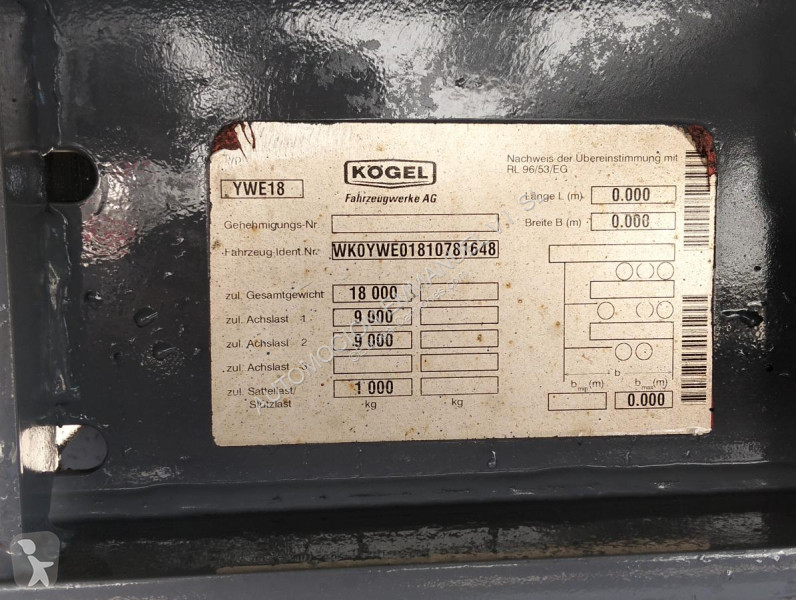 KÖGEL
Fahrzeugwerke AG
YWE18
Nachweis der Übereinstimmung mit
RL 96/53/EG
Länge L (m) 0.000
Breite B (m) 0.000
Genehmigungs-Nr.
Fahrzeug-Ident.Nr. WK0YWE01810781648
zul. Gesamtgewicht 18 000
zul. Achslast 1 9 000
zul. Achslast 2 9 000
zul. Achslast
zul. Sattellast/
Stützlast 1 000
kg kg
b
b min (m) b max (m)
0.000